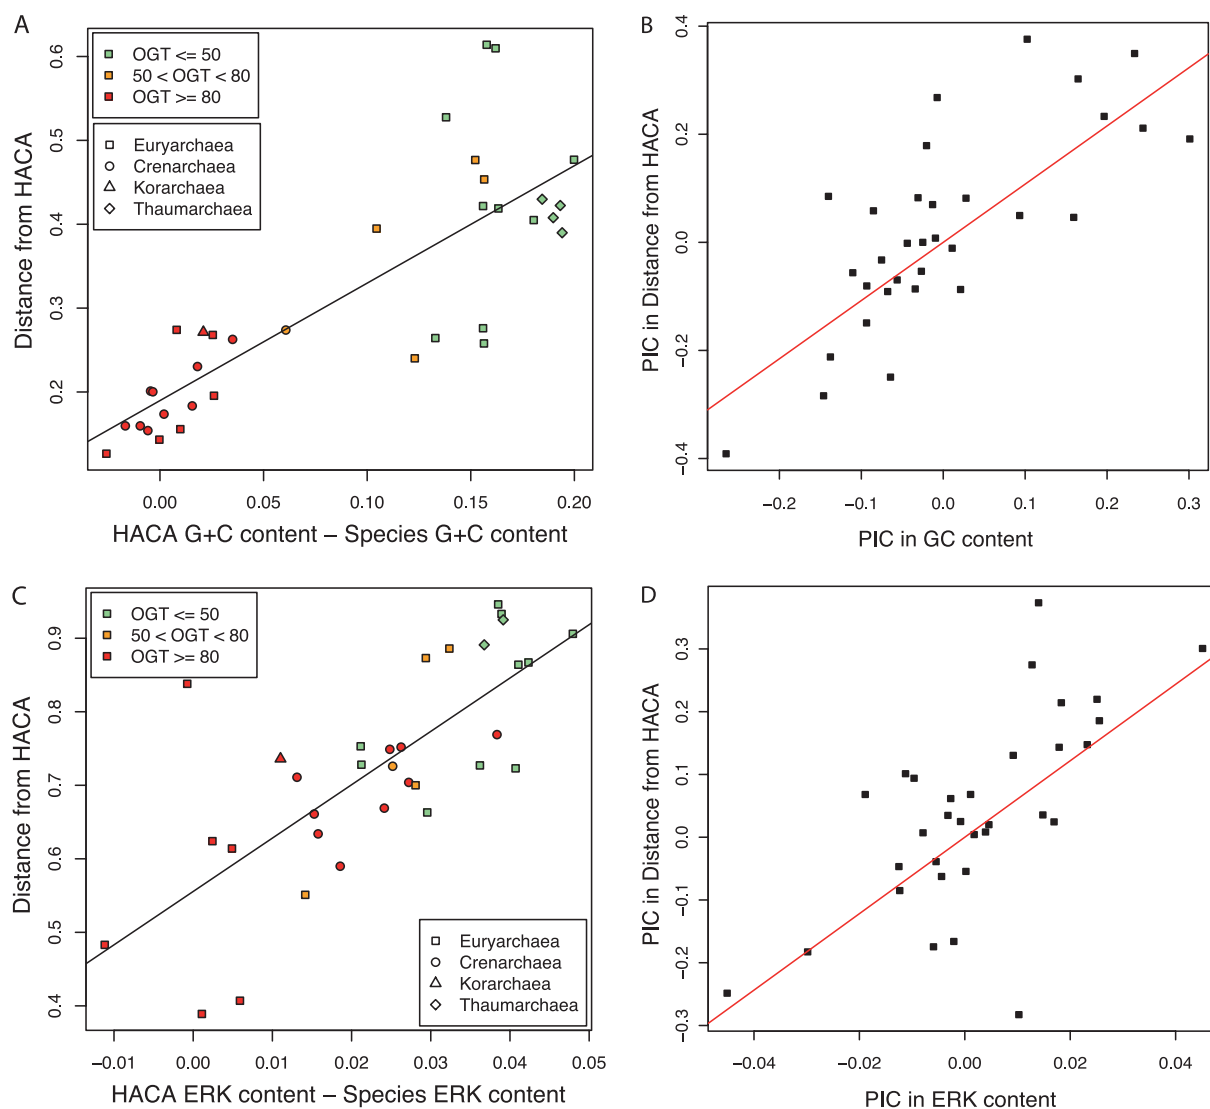 A
OGT <= 50
50 < OGT < 80
OGT >= 80
Euryarchaea
Crenarchaea
Korarchaea
Thaumarchaea
Distance from HACA
0.6
0.5
0.4
0.3
0.2
0.00 0.05 0.10 0.15 0.20
HACA G+C content – Species G+C content
B
PIC in Distance from HACA
0.4
0.2
0.0
−0.2
−0.4
−0.2 −0.1 0.0 0.1 0.2 0.3
PIC in GC content
C
OGT <= 50
50 < OGT < 80
OGT >= 80
Distance from HACA
0.9
0.8
0.7
0.6
0.5
0.4
Euryarchaea
Crenarchaea
Korarchaea
Thaumarchaea
−0.01 0.00 0.01 0.02 0.03 0.04 0.05
HACA ERK content – Species ERK content
D
PIC in Distance from HACA
0.3
0.2
0.1
0.0
−0.1
−0.2
−0.3
−0.04 −0.02 0.00 0.02 0.04
PIC in ERK content